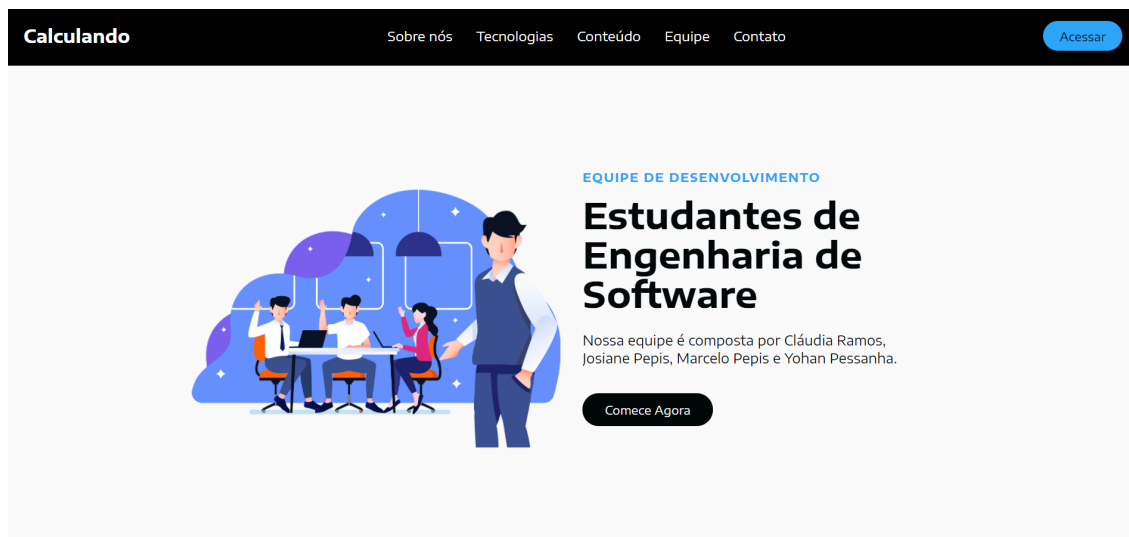 Calculando
Sobre nós
Tecnologias
Conteúdo
Equipe
Contato
Acessar
EQUIPE DE DESENVOLVIMENTO
Estudantes de
Engenharia de
Software
Nossa equipe é composta por Cláudia Ramos,
Josiane Pepis, Marcelo Pepis e Yohan Pessanha.
Comece Agora